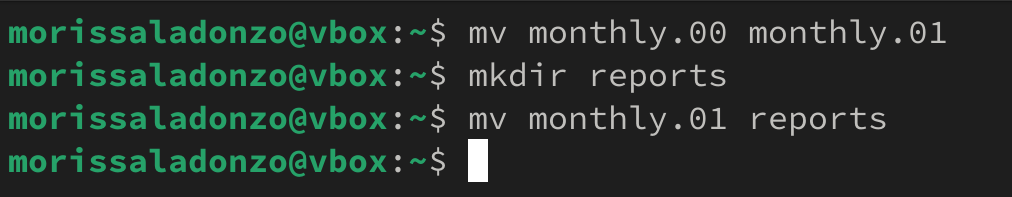 morissaladonzo@vbox:~$ mv monthly.00 monthly.01
morissaladonzo@vbox:~$ mkdir reports
morissaladonzo@vbox:~$ mv monthly.01 reports
morissaladonzo@vbox:~$